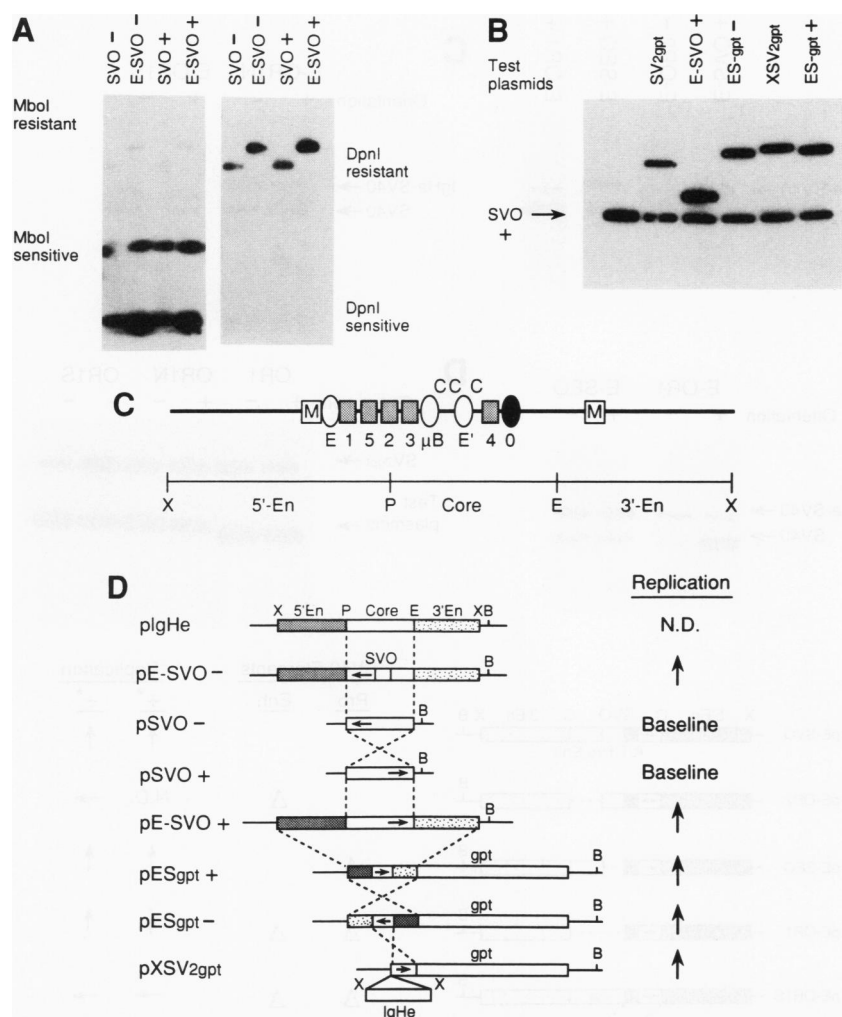 A
SVO −
E-SVO −
SVO +
E-SVO +
SVO −
E-SVO −
SVO +
E-SVO +
MboI
resistant
DpnI
resistant
MboI
sensitive
DpnI
sensitive
B
Test
plasmids
SV2gpt
E-SVO +
ES-gpt −
XSV2gpt
ES-gpt +
SVO
+
C
CC C
M M
E 1 5 2 3 μB E' 4 0
X 5'-En P Core E 3'-En X
D
Replication
X 5'En P Core E 3'En XB
pIgHe N.D.
SVO
pE-SVO − B
pSVO − B Baseline
pSVO + B Baseline
pE-SVO + B
gpt
pESgpt + B
gpt
pESgpt − B
gpt
pXSV2gpt B
X X
IgHe